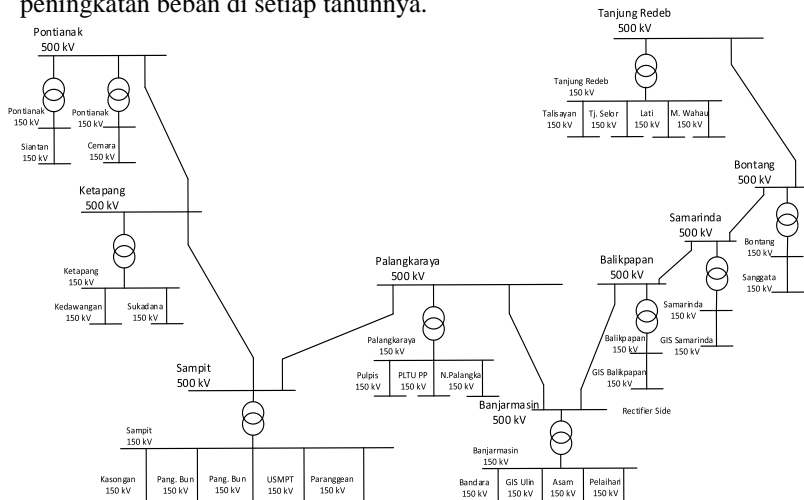 peningkatan beban di setiap tahunnya.
Pontianak
500 kV
Pontianak
150 kV
Pontianak
150 kV
Siantan
150 kV
Cemara
150 kV
Ketapang
500 kV
Ketapang
150 kV
Kedawangan
150 kV
Sukadana
150 kV
Sampit
500 kV
Sampit
150 kV
Kasongan
150 kV
Pang. Bun
150 kV
Pang. Bun
150 kV
USMPT
150 kV
Paranggean
150 kV
Palangkaraya
500 kV
Palangkaraya
150 kV
Pulpis
150 kV
PLTU PP
150 kV
N.Palangka
150 kV
Banjarmasin
500 kV
Rectifier Side
Banjarmasin
150 kV
Bandara
150 kV
GIS Ulin
150 kV
Asam
150 kV
Pelaihari
150 kV
Balikpapan
500 kV
Balikpapan
150 kV
GIS Balikpapan
150 kV
Samarinda
500 kV
Samarinda
150 kV
GIS Samarinda
150 kV
Bontang
500 kV
Bontang
150 kV
Sanggata
150 kV
Tanjung Redeb
500 kV
Tanjung Redeb
150 kV
Talisayan
150 kV
Tj. Selor
150 kV
Lati
150 kV
M. Wahau
150 kV